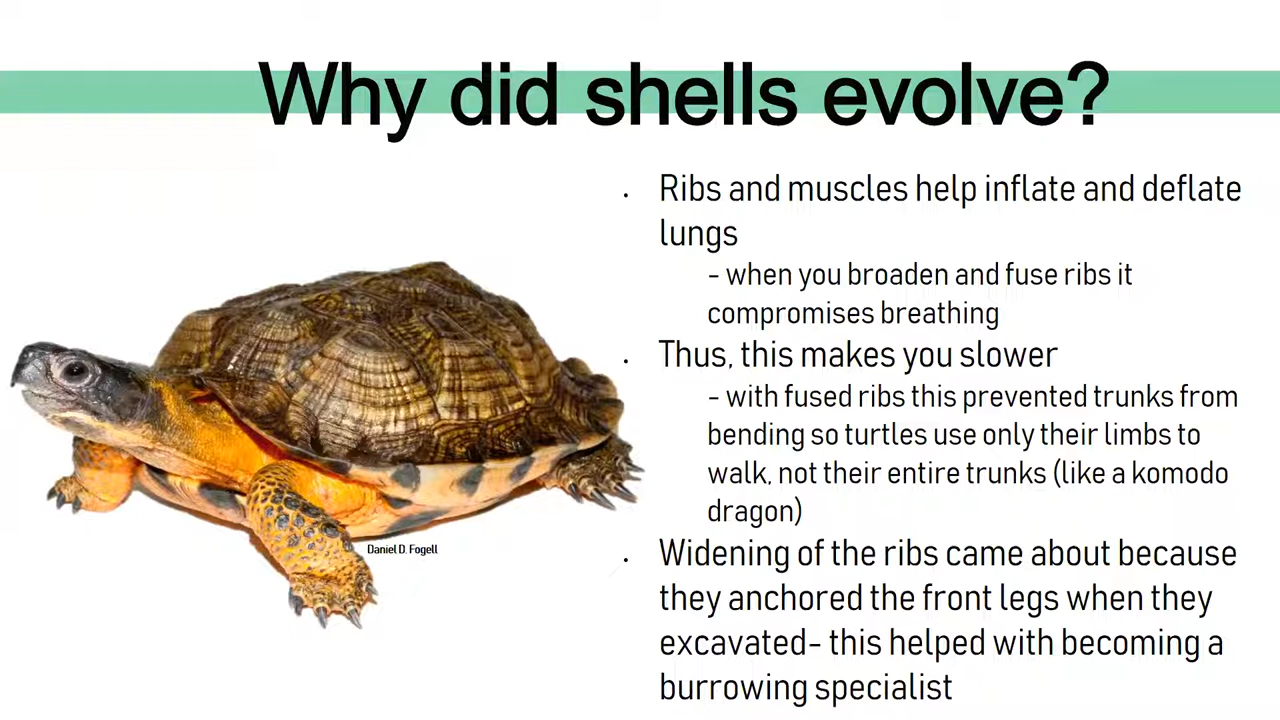 Why did shells evolve?
• Ribs and muscles help inflate and deflate
lungs
- when you broaden and fuse ribs it
compromises breathing
• Thus, this makes you slower
- with fused ribs this prevented trunks from
bending so turtles use only their limbs to
walk, not their entire trunks (like a komodo
dragon)
• Widening of the ribs came about because
they anchored the front legs when they
excavated- this helped with becoming a
burrowing specialist
Daniel D. Fogell